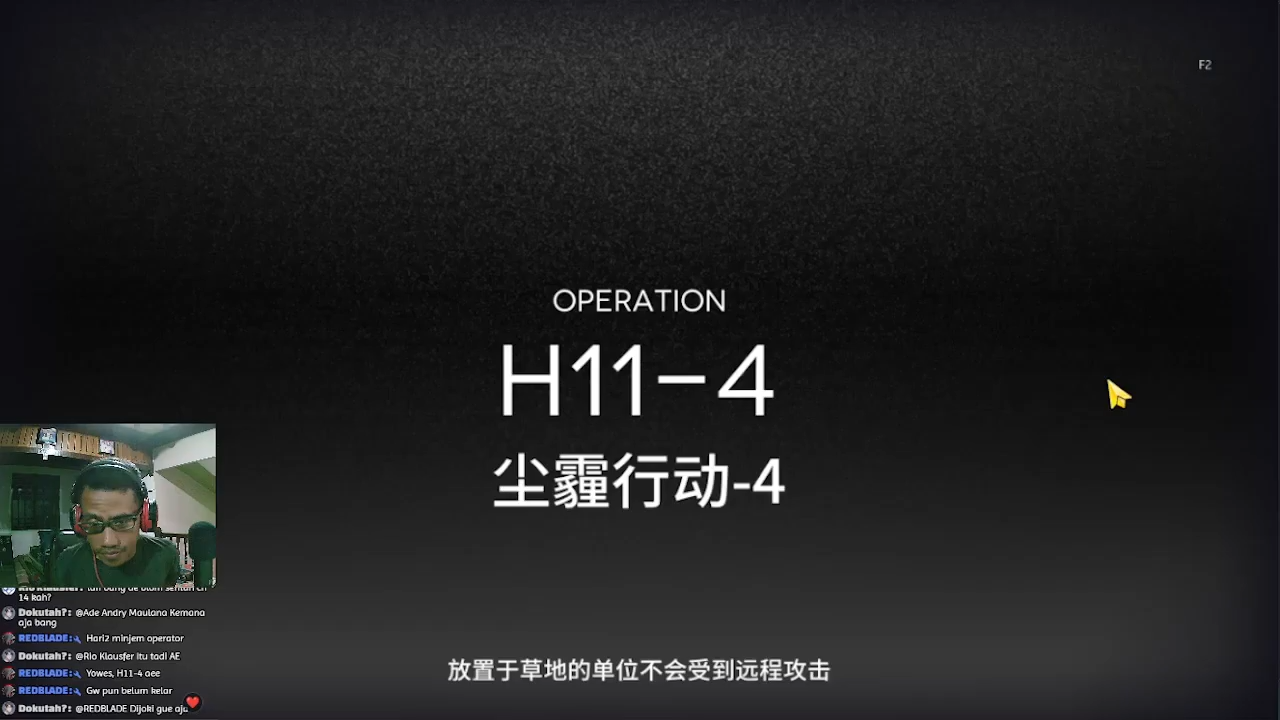 F2
OPERATION
H11-4
尘霾行动-4
放置于草地的单位不会受到远程攻击
14 kah?
Dokutah?: @Ade Andry Maulana Kemana
aja bang
REDBLADE: Hari2 minjem operator
Dokutah?: @Rio Klausfer Itu tadi AE
REDBLADE: Yowes, H11-4 aee
REDBLADE: Gw pun belum kelar
Dokutah?: @REDBLADE Dijoki gue aja